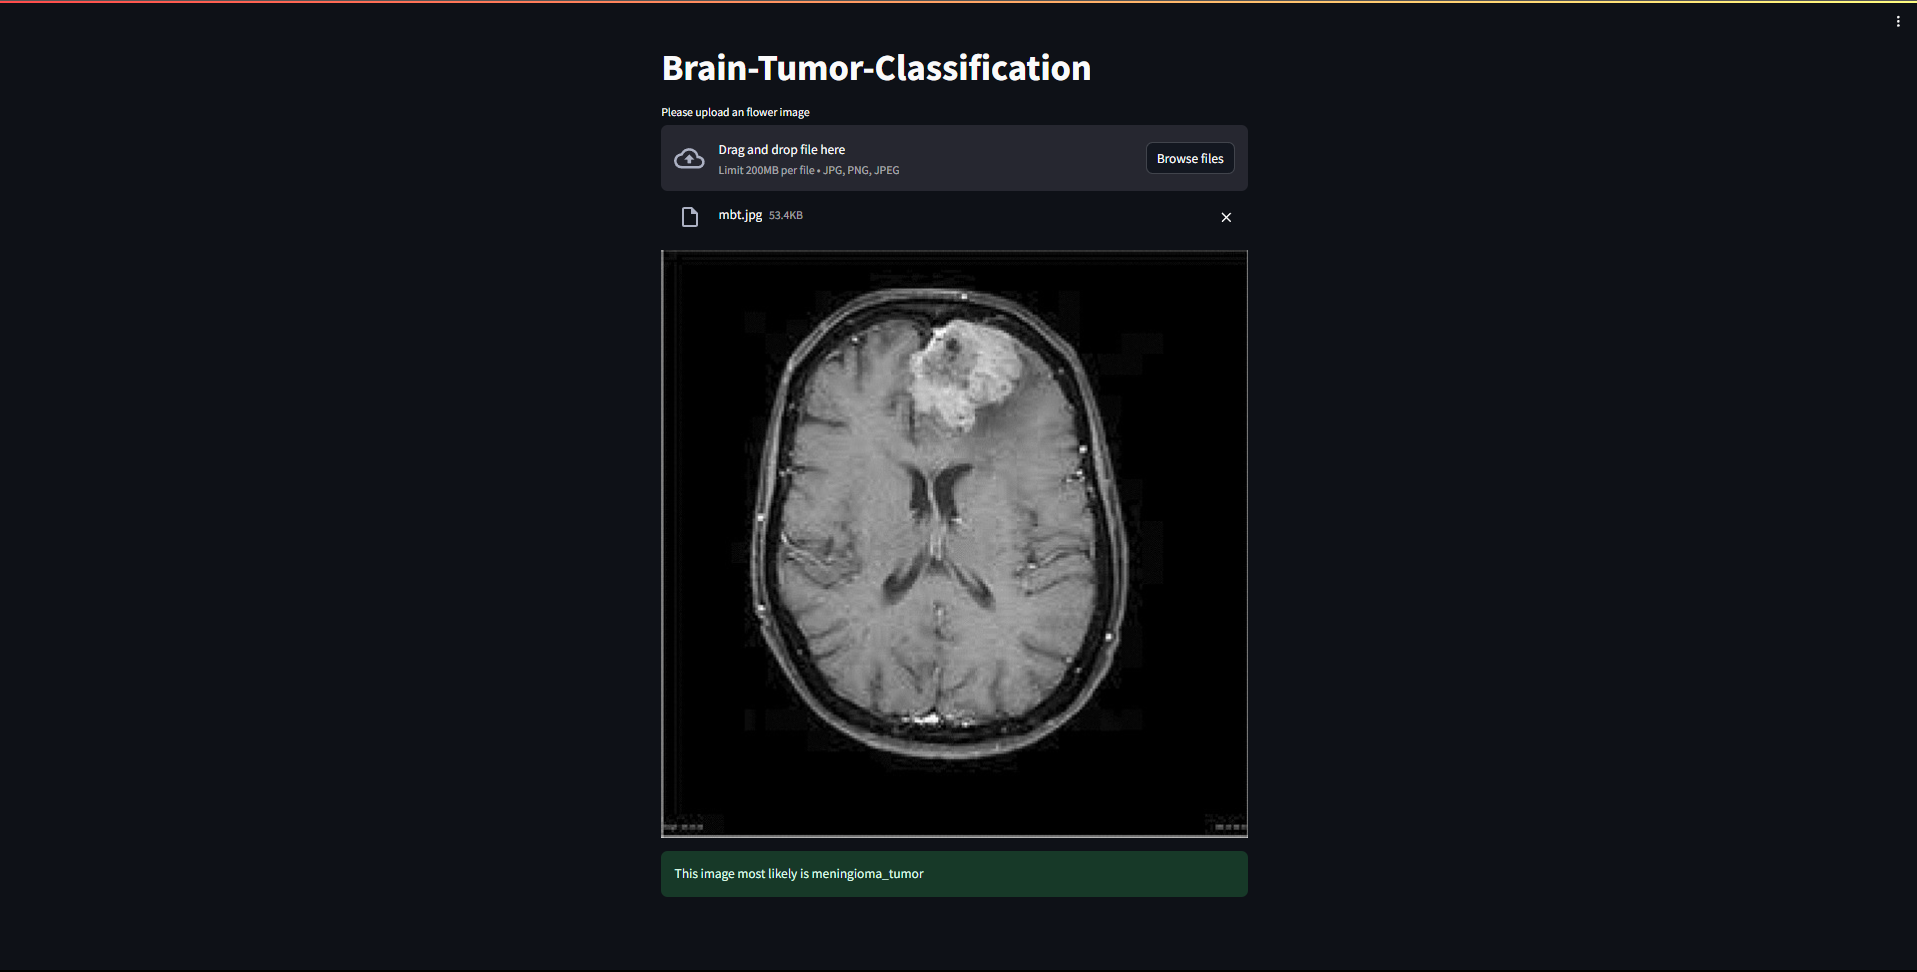 Brain-Tumor-Classification
Please upload an flower image
Drag and drop file here
Limit 200MB per file • JPG, PNG, JPEG
Browse files
mbt.jpg 53.4KB
This image most likely is meningioma_tumor